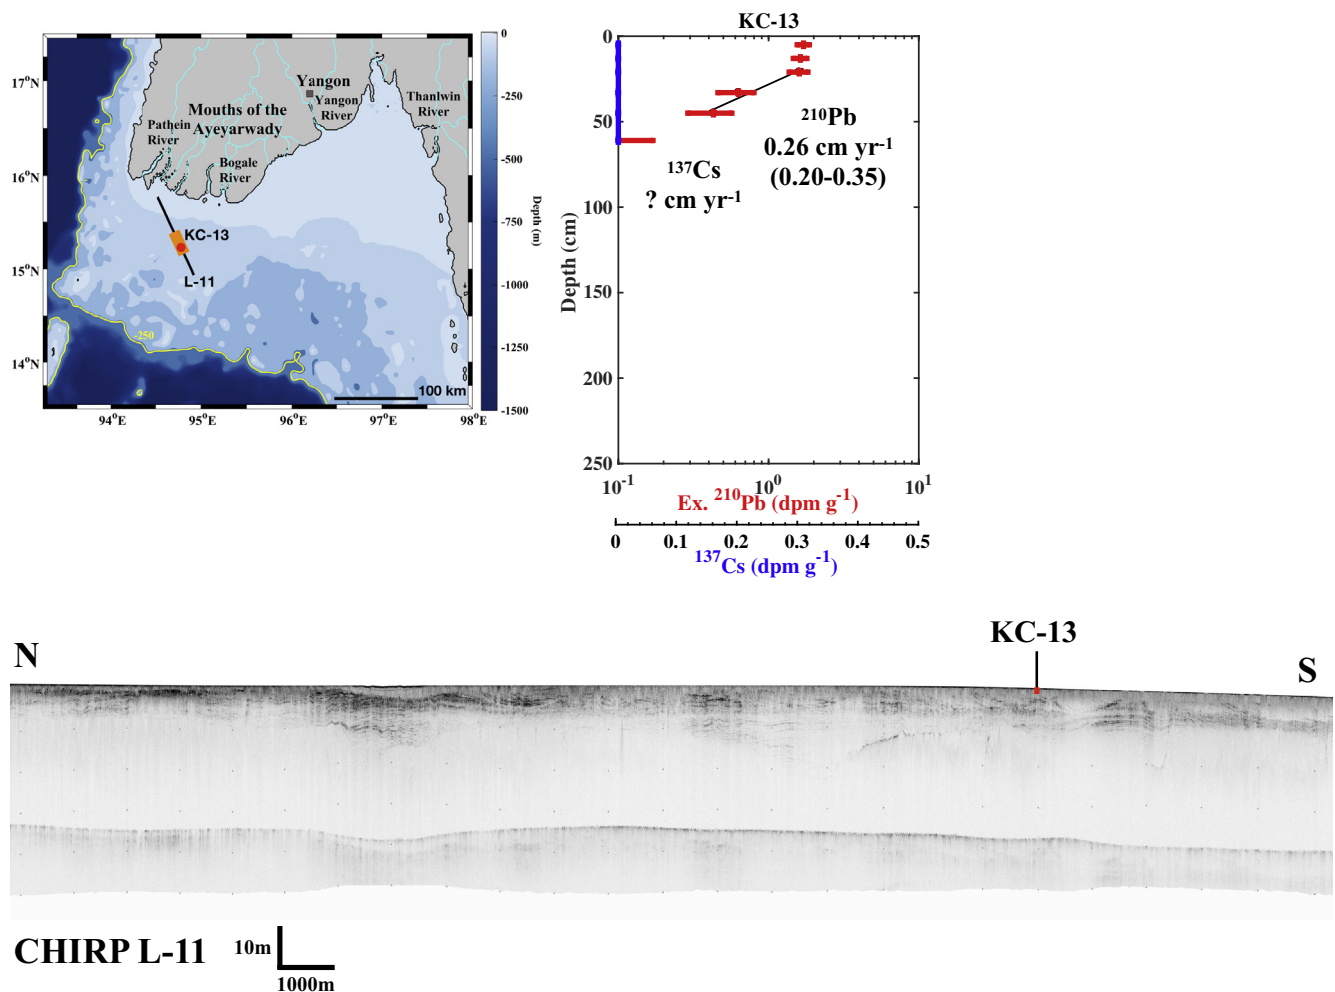 17°N
16°N
15°N
14°N
94°E
95°E
96°E
97°E
98°E
Yangon
Yangon
River
Thanlwin
River
Mouths of the
Ayeyarwady
Pathein
River
Bogale
River
KC-13
L-11
-250
100 km
0
-250
-500
-750
-1000
-1250
-1500
Depth (m)
KC-13
0
50
100
150
200
250
Depth (cm)
²¹⁰Pb
0.26 cm yr⁻¹
(0.20-0.35)
¹³⁷Cs
? cm yr⁻¹
10⁻¹
10⁰
10¹
Ex. ²¹⁰Pb (dpm g⁻¹)
0
0.1
0.2
0.3
0.4
0.5
¹³⁷Cs (dpm g⁻¹)
KC-13
N
S
CHIRP L-11
10m
1000m